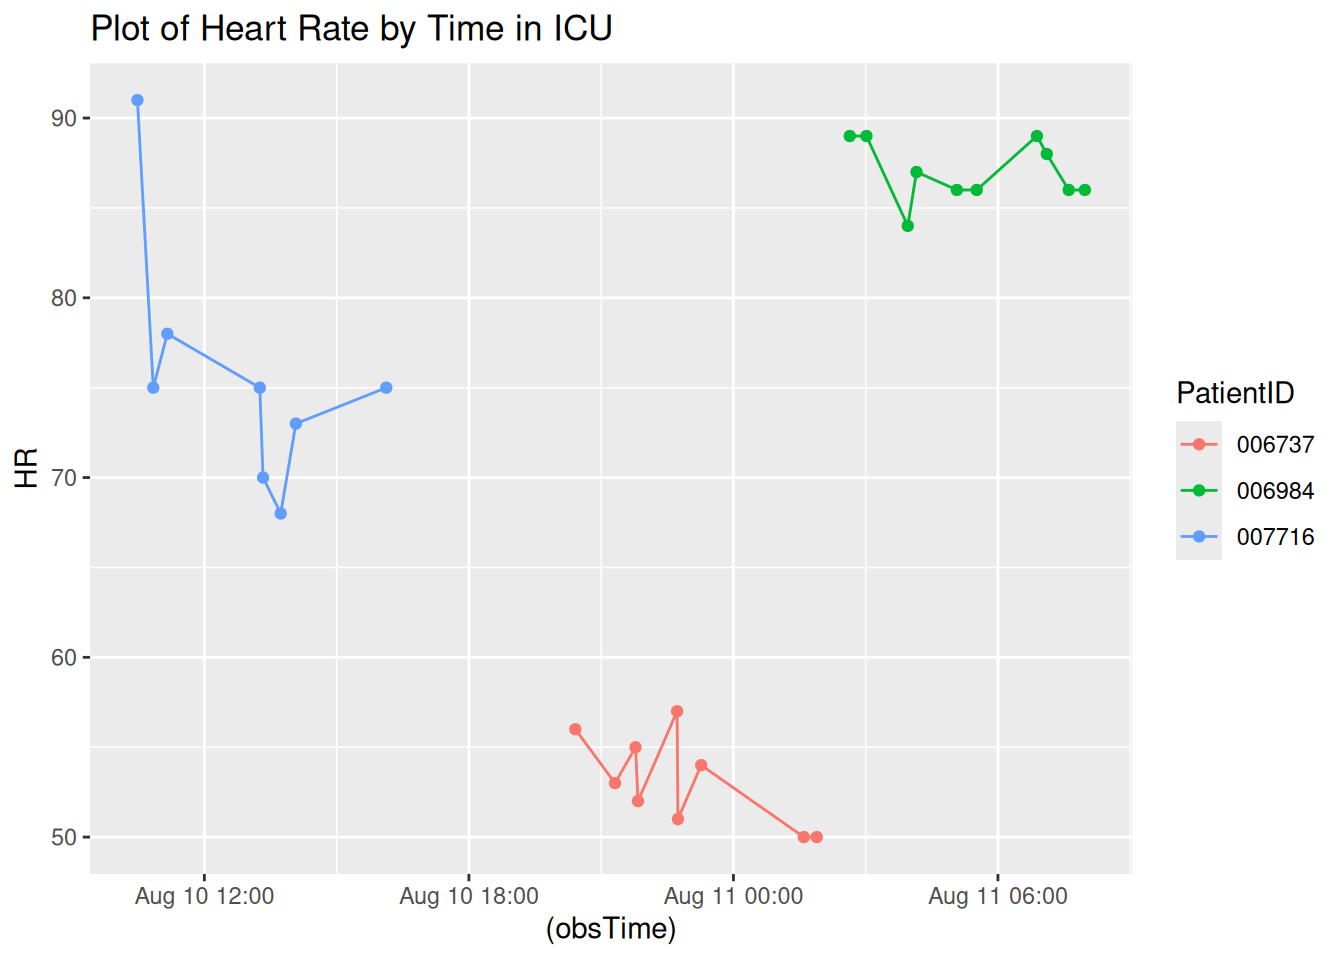 Plot of Heart Rate by Time in ICU
90
80
70
60
50
HR
Aug 10 12:00
Aug 10 18:00
Aug 11 00:00
Aug 11 06:00
(obsTime)
PatientID
006737
006984
007716